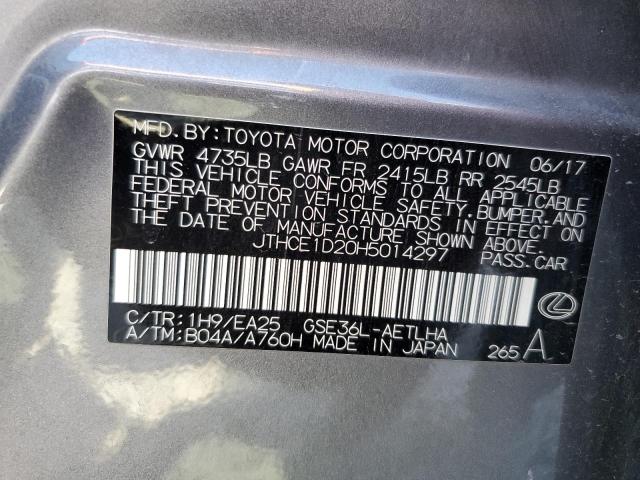 MFD.BY:TOYOTA MOTOR CORPORATION 06/17
GVWR 4735LB GAWR FR 2415LB RR 2545LB
THIS VEHICLE CONFORMS TO ALL APPLICABLE
FEDERAL MOTOR VEHICLE SAFETY,BUMPER,AND
THEFT PREVENTION STANDARDS IN EFFECT ON
THE DATE OF MANUFACTURE SHOWN ABOVE.
JTHCE1D20H5014297 PASS.CAR
C/TR:1H9/EA25 GSE36L-AETLHA
A/TM:B04A/A760H MADE IN JAPAN 265 A